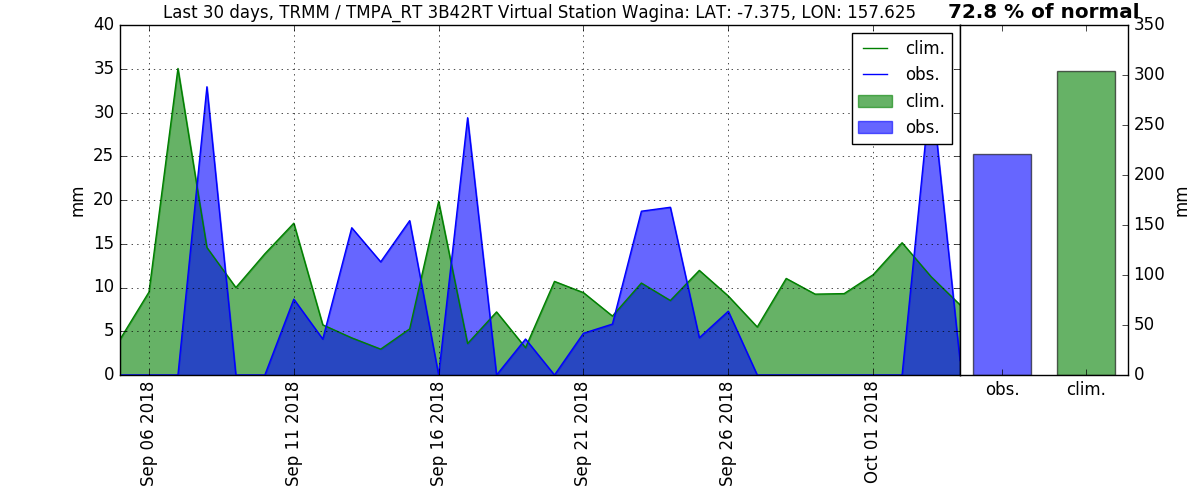 Last 30 days, TRMM / TMPA_RT 3B42RT Virtual Station Wagina: LAT: -7.375, LON: 157.625
72.8 % of normal
mm
40
35
30
25
20
15
10
5
0
clim.
obs.
clim.
obs.
Sep 06 2018
Sep 11 2018
Sep 16 2018
Sep 21 2018
Sep 26 2018
Oct 01 2018
obs.
clim.
350
300
250
200
150
100
50
0
mm